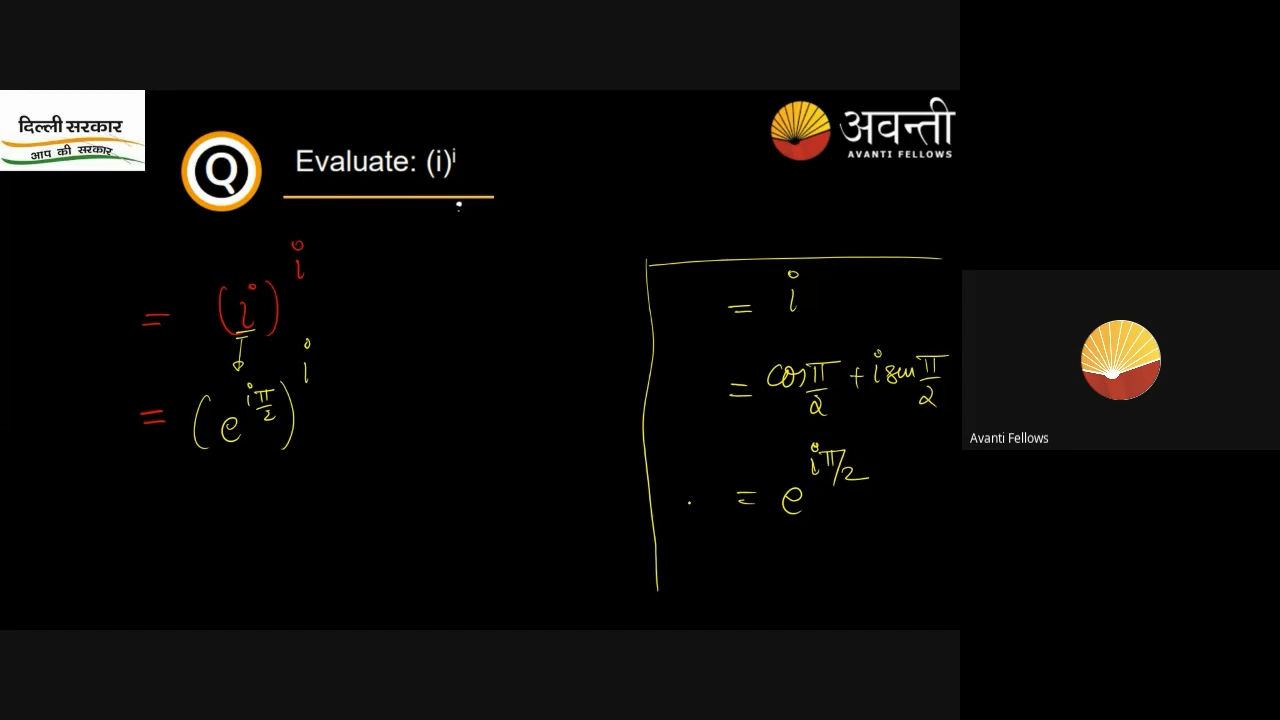 दिल्ली सरकार
आप की सरकार
Q
Evaluate: (i)ⁱ
अवन्ती
AVANTI FELLOWS
= (i)ⁱ
= (e^{iπ/2})ⁱ
= i
= cos π/2 + i sin π/2
= e^{iπ/2}
Avanti Fellows